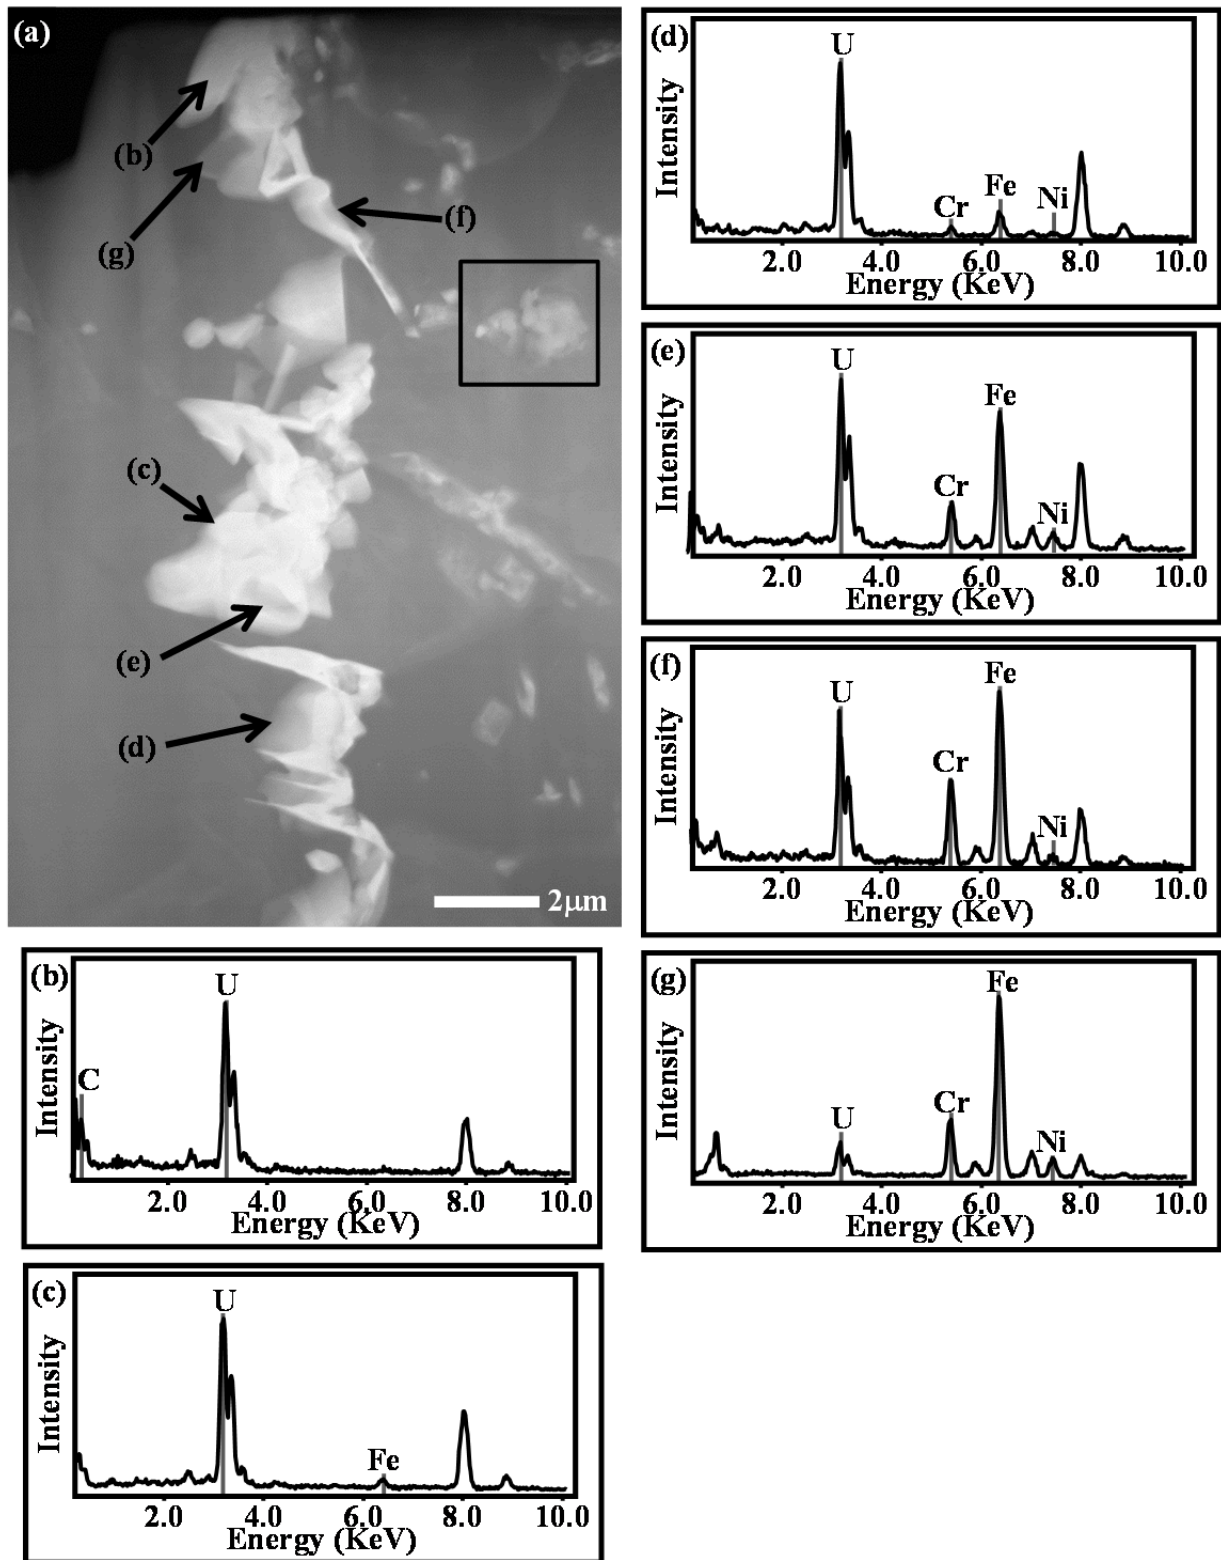 (a)
(b)
(g)
(f)
(c)
(e)
(d)
2μm
(d)
U
Cr
Fe
Ni
Intensity
2.0 4.0 6.0 8.0 10.0
Energy (KeV)
(e)
U
Fe
Cr
Ni
Intensity
2.0 4.0 6.0 8.0 10.0
Energy (KeV)
(f)
Fe
U
Cr
Ni
Intensity
2.0 4.0 6.0 8.0 10.0
Energy (KeV)
(g)
Fe
Cr
U
Ni
Intensity
2.0 4.0 6.0 8.0 10.0
Energy (KeV)
(b)
U
C
Intensity
2.0 4.0 6.0 8.0 10.0
Energy (KeV)
(c)
U
Fe
Intensity
2.0 4.0 6.0 8.0 10.0
Energy (KeV)